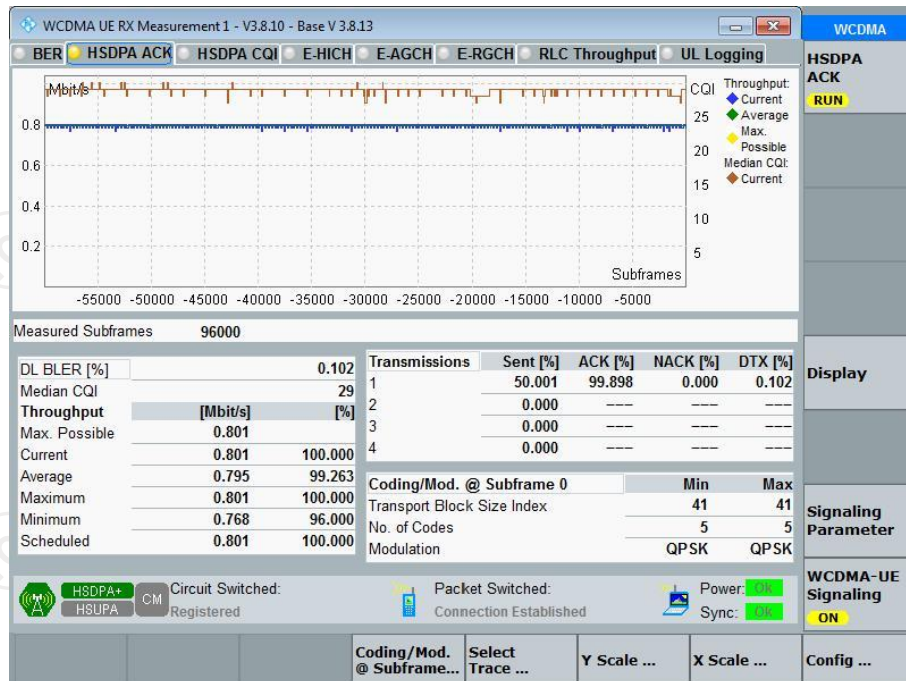 WCDMA UE RX Measurement 1 - V3.8.10 - Base V 3.8.13
WCDMA
BER HSDPA ACK HSDPA CQI E-HICH E-AGCH E-RGCH RLC Throughput UL Logging
HSDPA
ACK
RUN
Mbit/s
CQI
Throughput:
Current
Average
Max.
Possible
Median CQI:
Current
0.8
0.6
0.4
0.2
25
20
15
10
5
Subframes
-55000 -50000 -45000 -40000 -35000 -30000 -25000 -20000 -15000 -10000 -5000
Measured Subframes 96000
DL BLER [%] 0.102
Median CQI 29
Throughput [Mbit/s] [%]
Max. Possible 0.801
Current 0.801 100.000
Average 0.795 99.263
Maximum 0.801 100.000
Minimum 0.768 96.000
Scheduled 0.801 100.000
Transmissions Sent [%] ACK [%] NACK [%] DTX [%]
1 50.001 99.898 0.000 0.102
2 0.000 --- --- ---
3 0.000 --- --- ---
4 0.000 --- --- ---
Coding/Mod. @ Subframe 0 Min Max
Transport Block Size Index 41 41
No. of Codes 5 5
Modulation QPSK QPSK
Display
Signaling
Parameter
WCDMA-UE
Signaling
ON
HSDPA+
HSUPA
CM
Circuit Switched:
Registered
Packet Switched:
Connection Established
Power: Ok
Sync: Ok
Coding/Mod.
@ Subframe...
Select
Trace ...
Y Scale ...
X Scale ...
Config ...